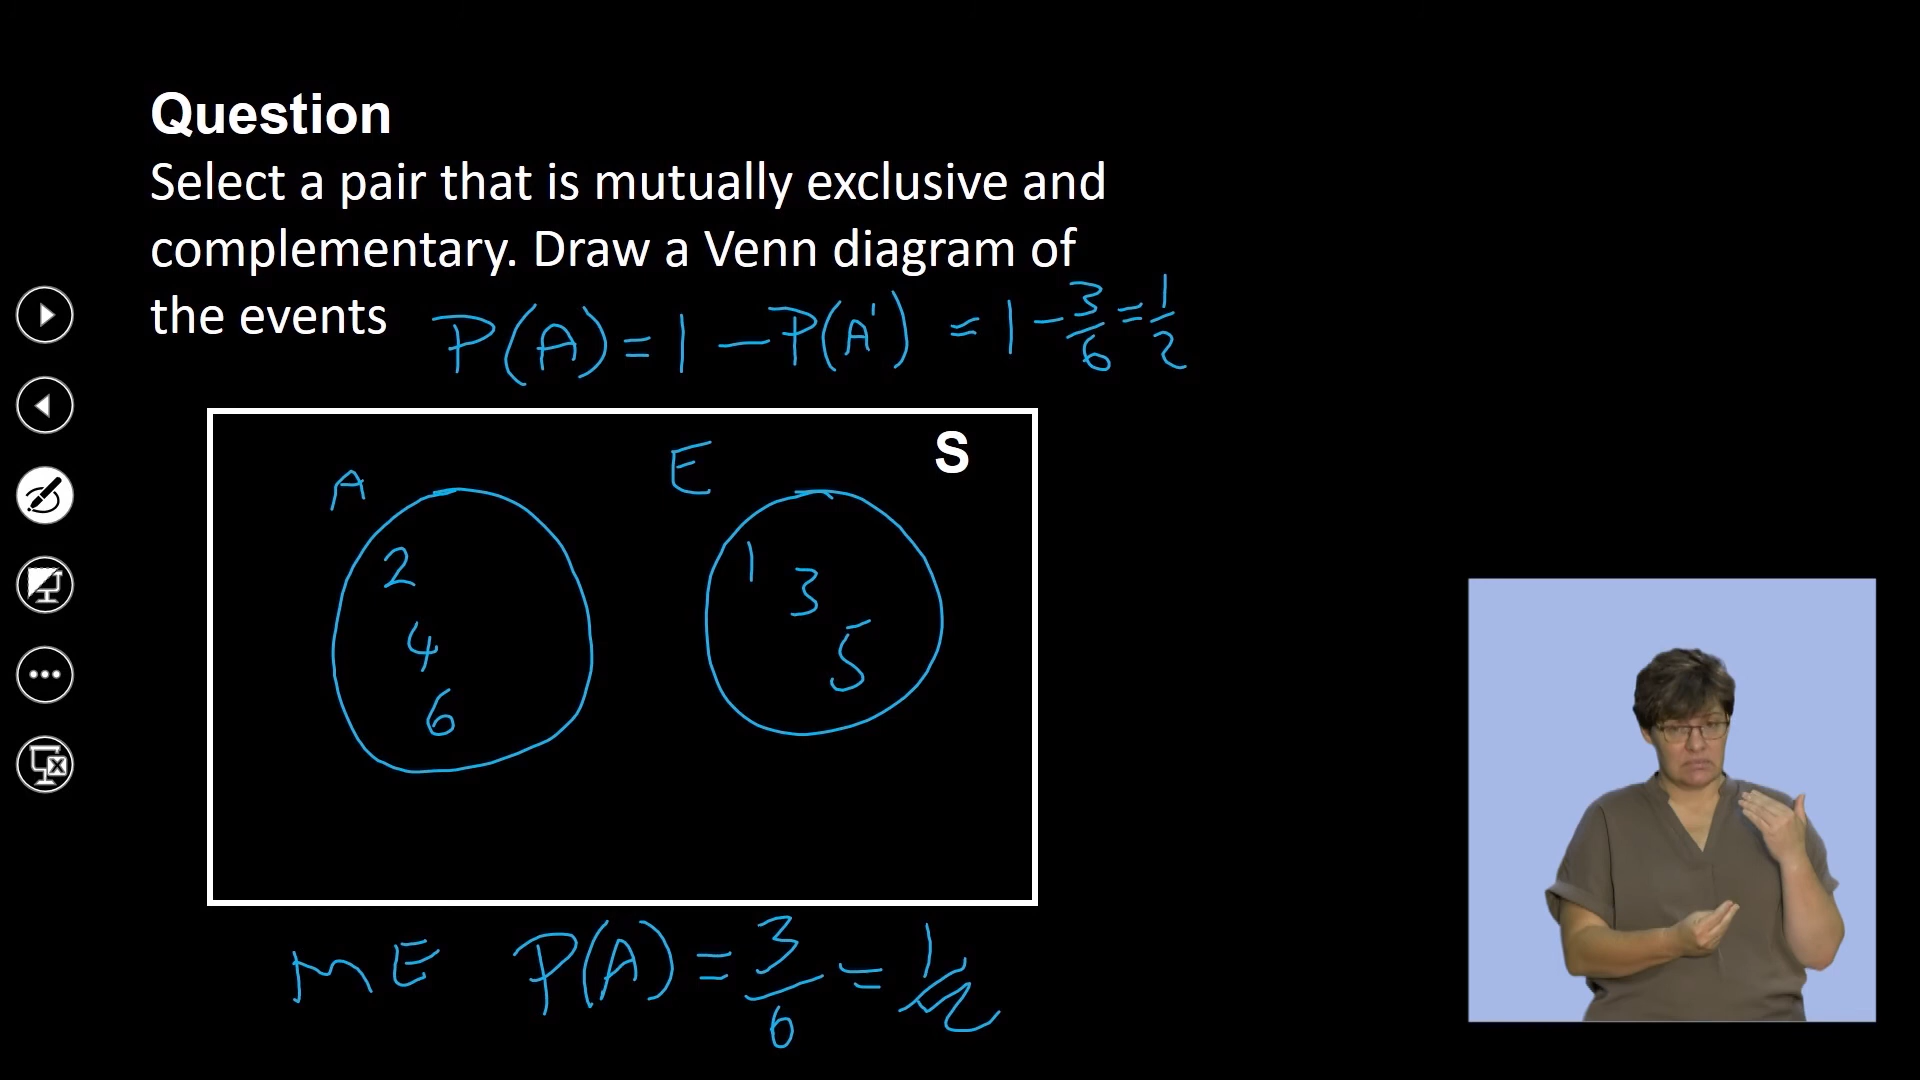 Question
Select a pair that is mutually exclusive and
complementary. Draw a Venn diagram of
the events
P(A) = 1 - P(A') = 1 - 3/6 = 1/2
S
A
E
2
4
6
1
3
5
ME P(A) = 3/6 = 1/2